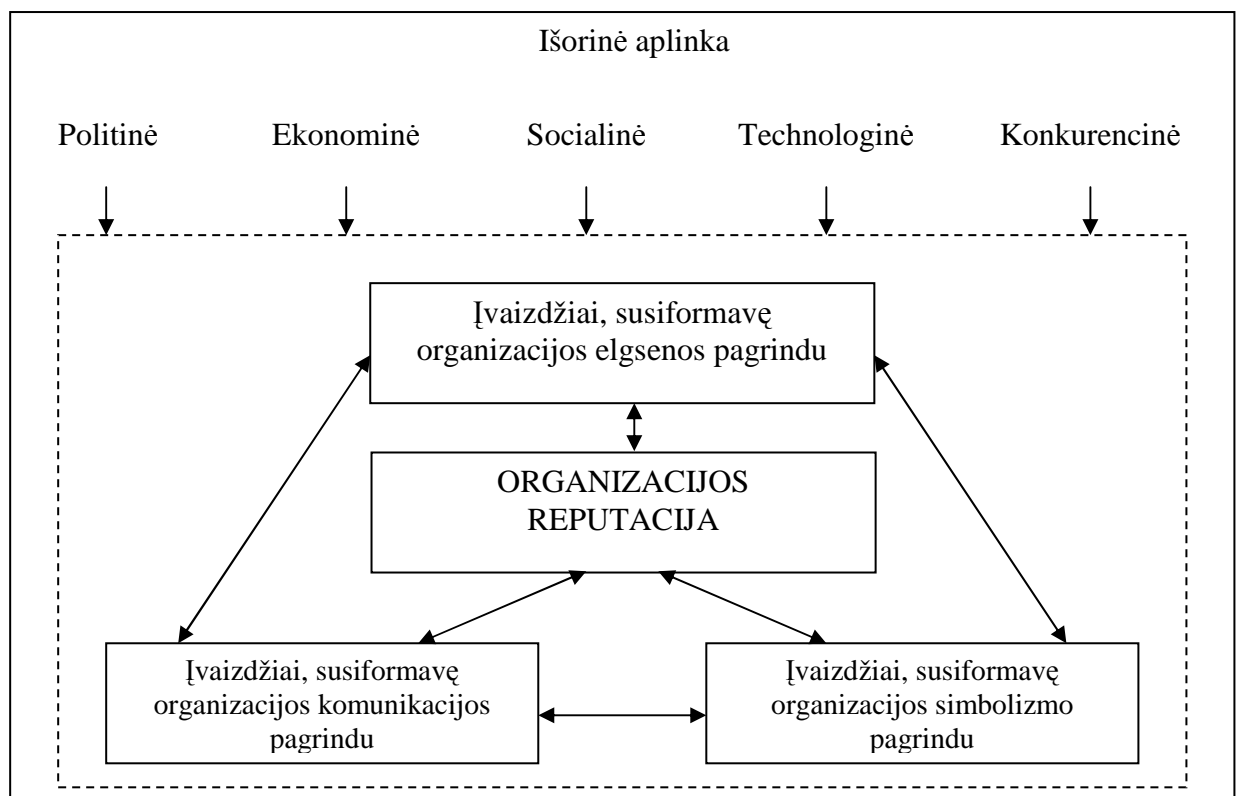 Išorinė aplinka
Politinė Ekonominė Socialinė Technologinė Konkurencinė
Įvaizdžiai, susiformavę
organizacijos elgsenos pagrindu
ORGANIZACIJOS
REPUTACIJA
Įvaizdžiai, susiformavę
organizacijos komunikacijos
pagrindu
Įvaizdžiai, susiformavę
organizacijos simbolizmo
pagrindu